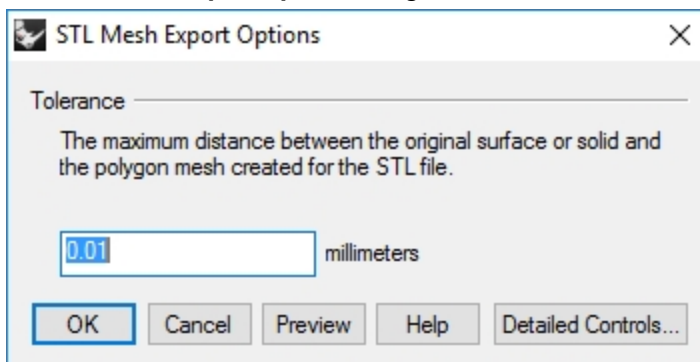 STL Mesh Export Options
Tolerance
The maximum distance between the original surface or solid and
the polygon mesh created for the STL file.
0.01 millimeters
OK Cancel Preview Help Detailed Controls...